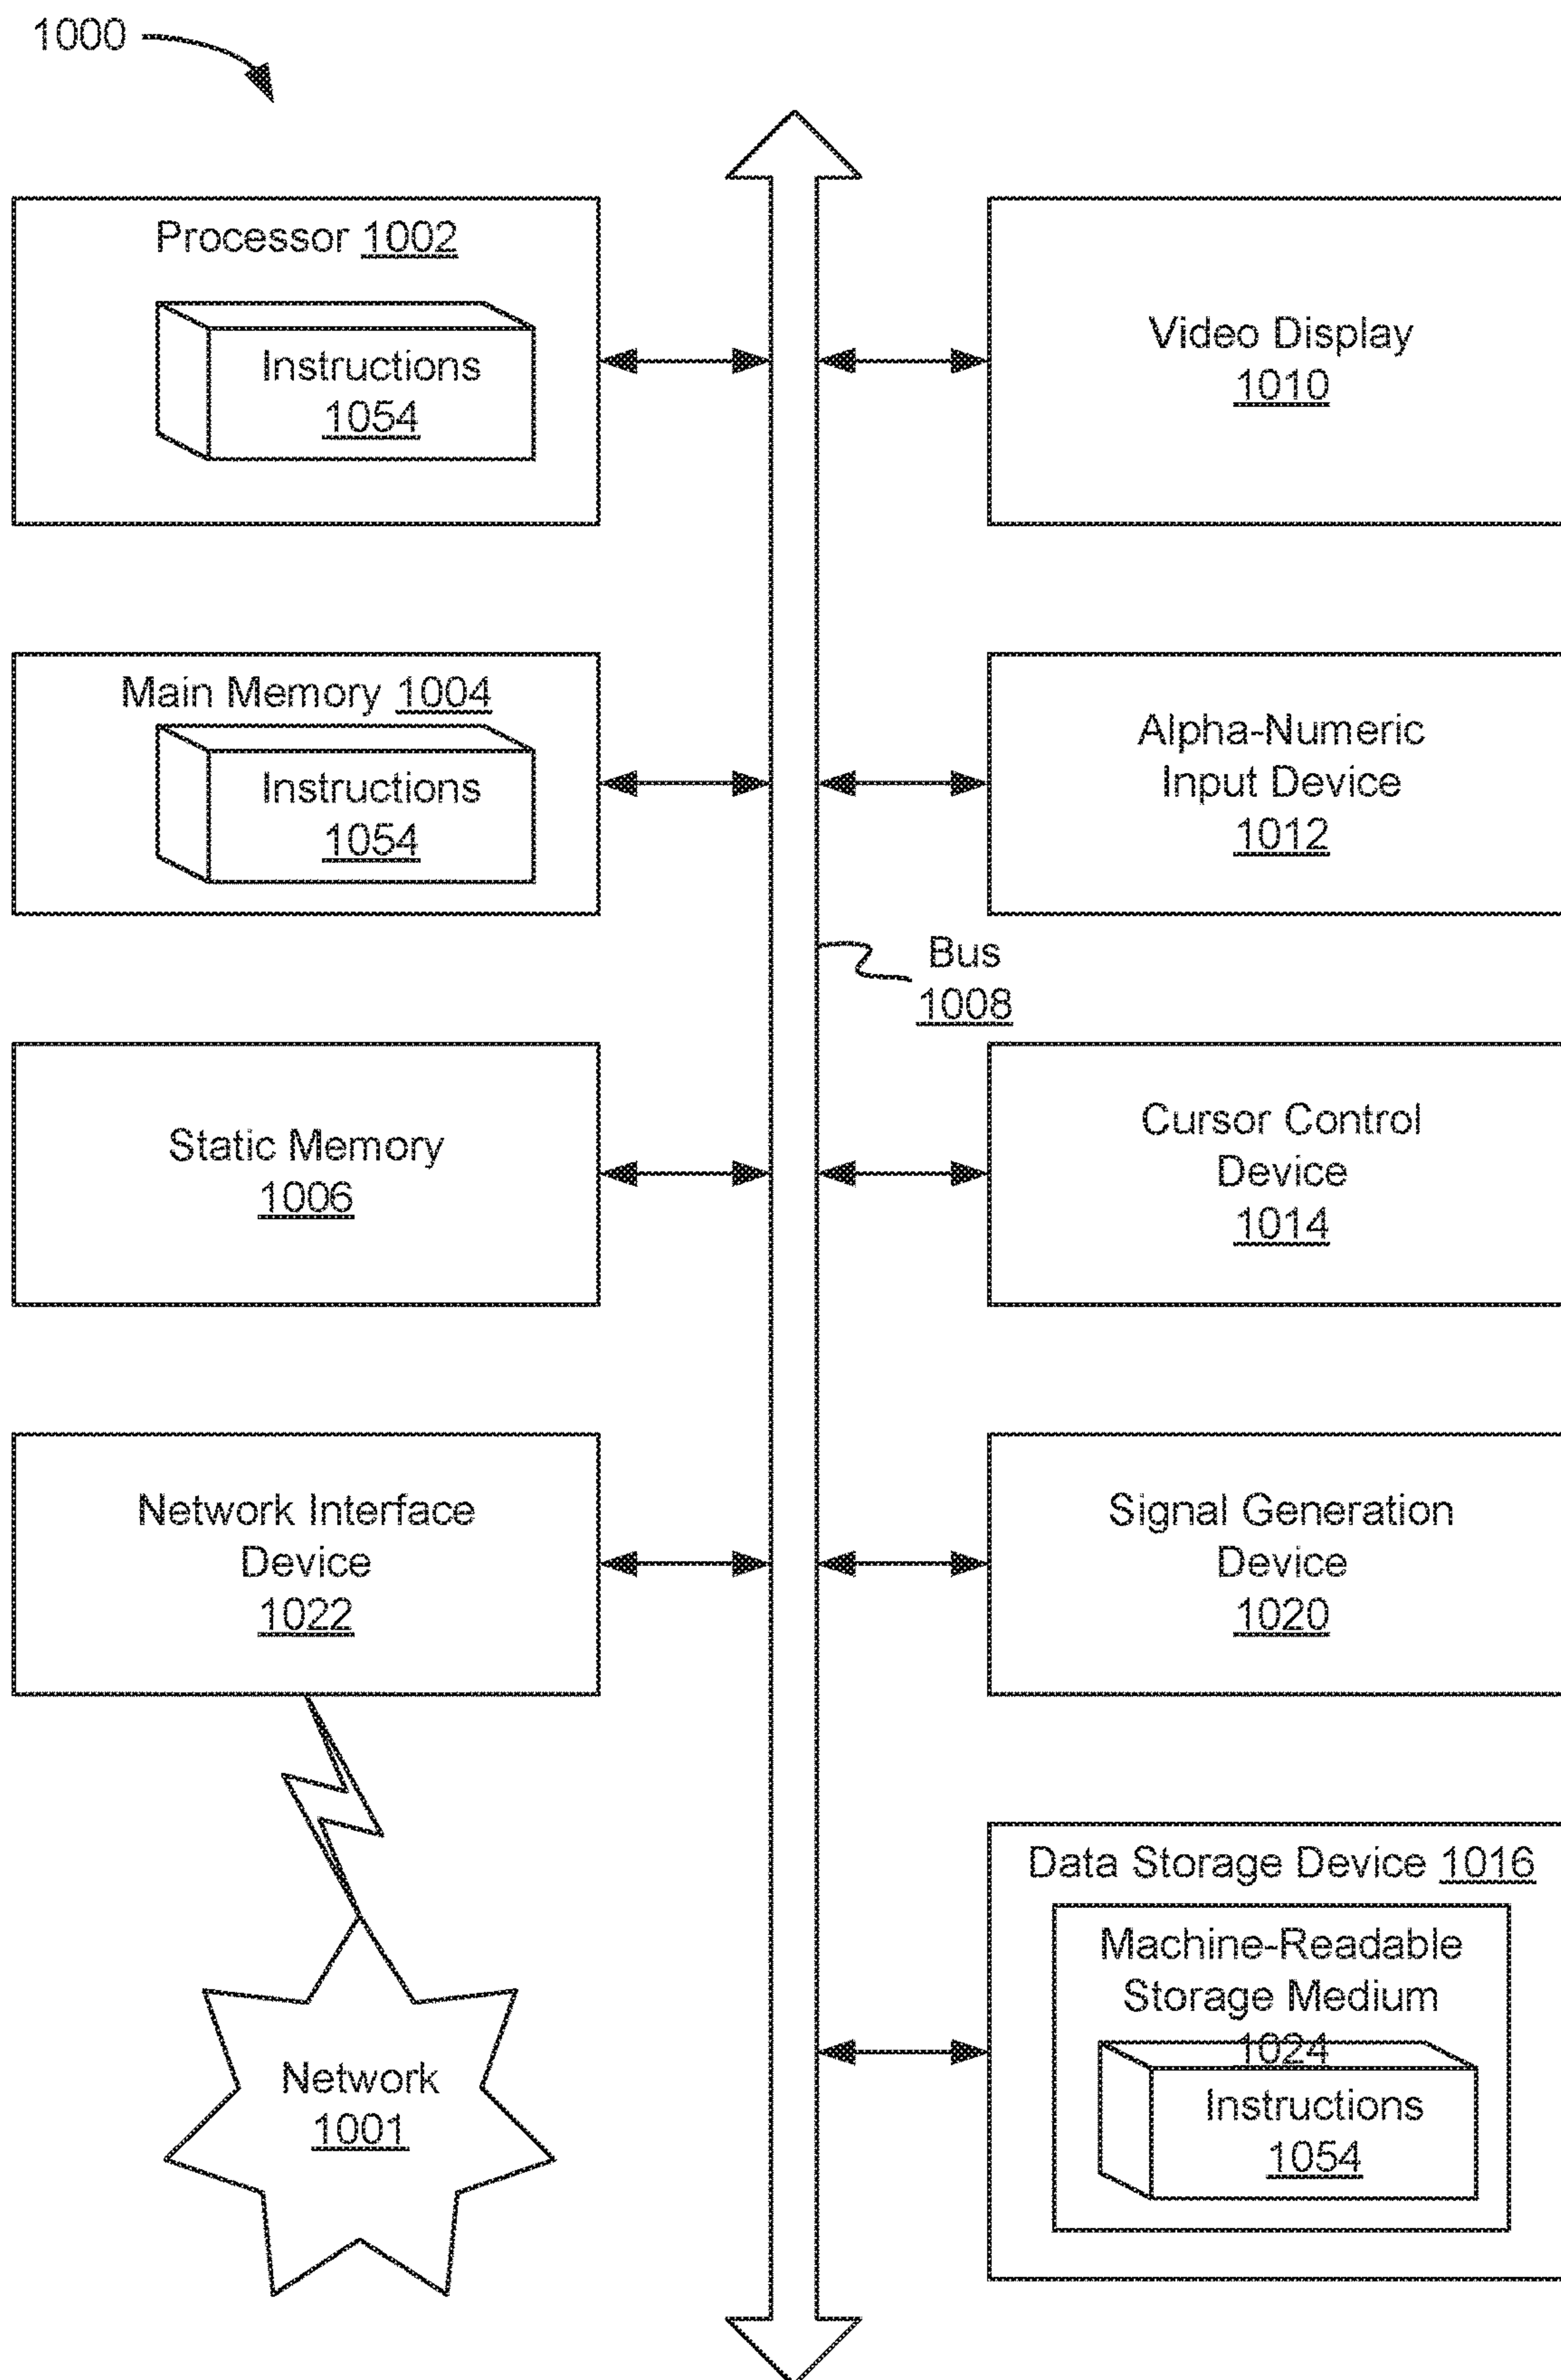 1000
Processor 1002
Instructions
1054
Video Display
1010
Main Memory 1004
Instructions
1054
Alpha-Numeric
Input Device
1012
Bus
1008
Static Memory
1006
Cursor Control
Device
1014
Network Interface
Device
1022
Signal Generation
Device
1020
Network
1001
Data Storage Device 1016
Machine-Readable
Storage Medium
1024
Instructions
1054